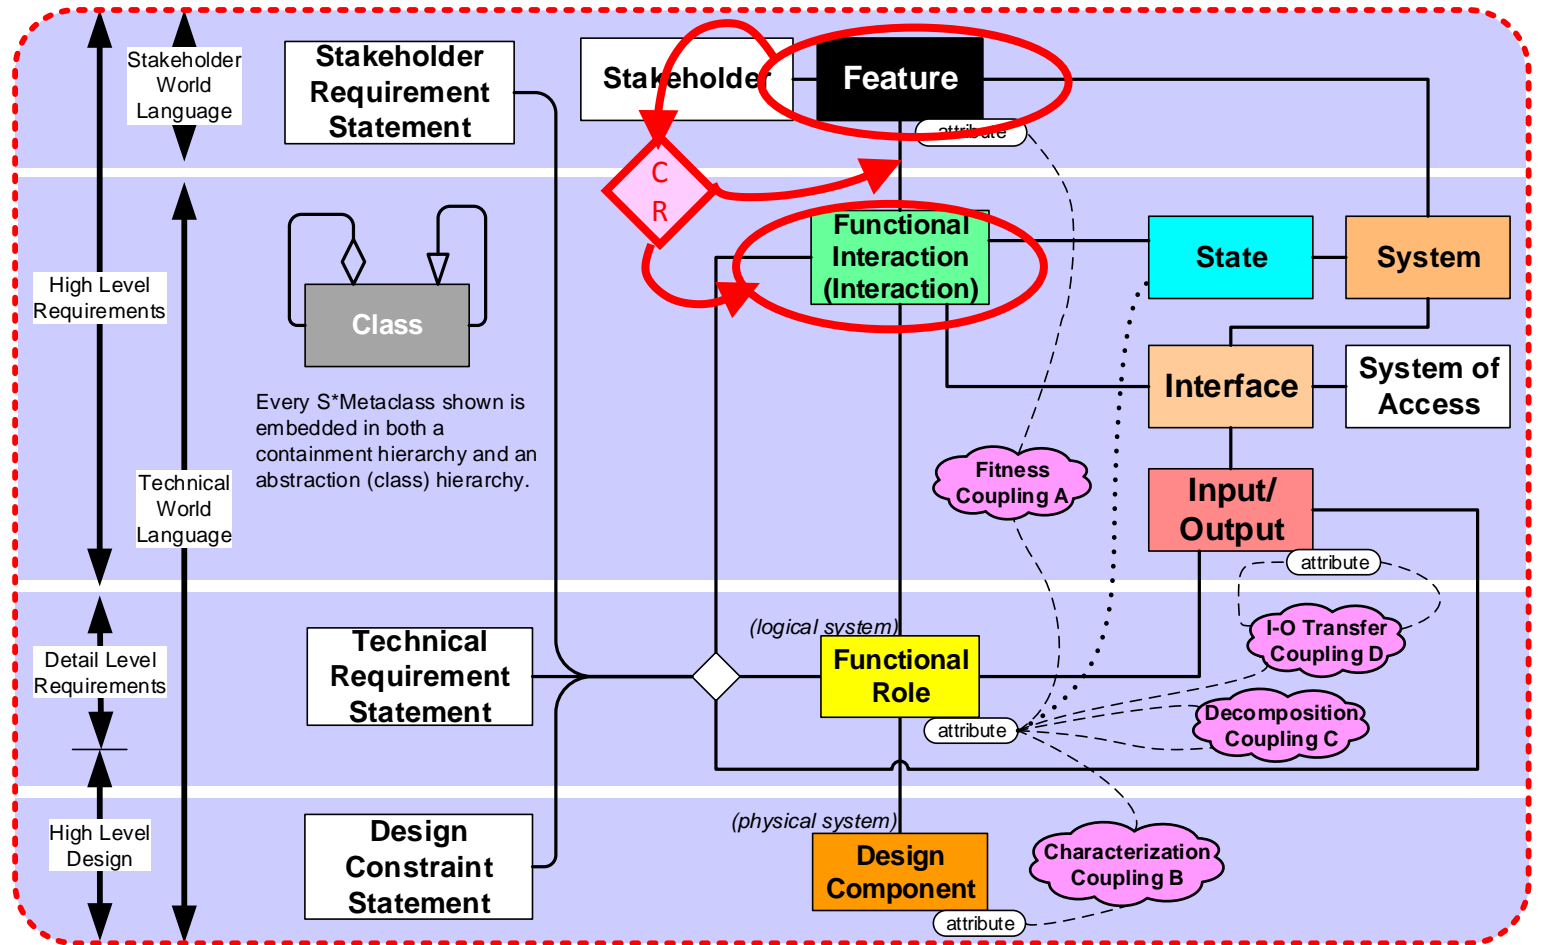 Stakeholder
World
Language
Stakeholder
Requirement
Statement
Stakeholder
Feature
attribute
C
R
High Level
Requirements
Class
Every S*Metaclass shown is
embedded in both a
containment hierarchy and an
abstraction (class) hierarchy.
Functional
Interaction
(Interaction)
State
System
Interface
System of
Access
Technical
World
Language
Fitness
Coupling A
Input/
Output
attribute
Detail Level
Requirements
Technical
Requirement
Statement
(logical system)
Functional
Role
attribute
I-O Transfer
Coupling D
Decomposition
Coupling C
High Level
Design
Design
Constraint
Statement
(physical system)
Design
Component
attribute
Characterization
Coupling B